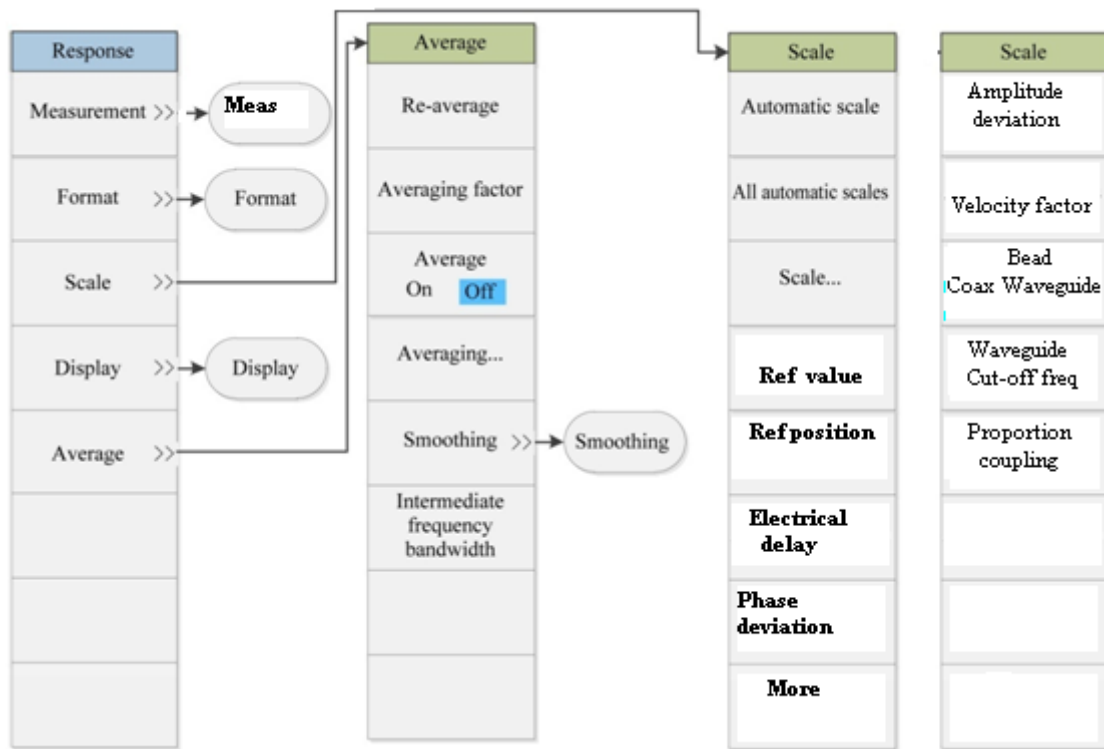 Response
Measurement >>
Meas
Format >>
Format
Scale >>
Display >>
Display
Average >>
Average
Re-average
Averaging factor
Average
On Off
Averaging...
Smoothing >>
Smoothing
Intermediate
frequency
bandwidth
Scale
Automatic scale
All automatic scales
Scale...
Ref value
Ref position
Electrical
delay
Phase
deviation
More
Scale
Amplitude
deviation
Velocity factor
Bead
Coax Waveguide
Waveguide
Cut-off freq
Proportion
coupling